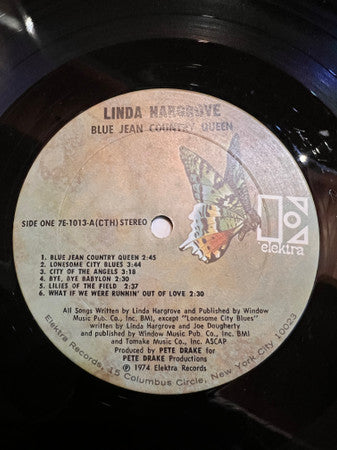 LINDA HARGROVE
BLUE JEAN COUNTRY QUEEN
SIDE ONE 7E-1013-A (CTH) STEREO
elektra
1. BLUE JEAN COUNTRY QUEEN 2:45
2. LONESOME CITY BLUES 3:44
3. CITY OF THE ANGELS 3:18
4. BYE, BYE BABYLON 2:30
5. LILIES OF THE FIELD 2:30
6. WHAT IF WE WERE RUNNIN' OUT OF LOVE 2:30
All Songs Written by Linda Hargrove and Published by Window
Music Pub. Co., Inc. BMI, except "Lonesome City Blues"
written by Linda Hargrove and Joe Dougherty
and published by Window Music Pub. Co., Inc., BMI
and Tomake Music Co., Inc. ASCAP
Produced by PETE DRAKE for
PETE DRAKE Productions
℗ 1974 Elektra Records
Elektra Records, 15 Columbus Circle, New York City 10023